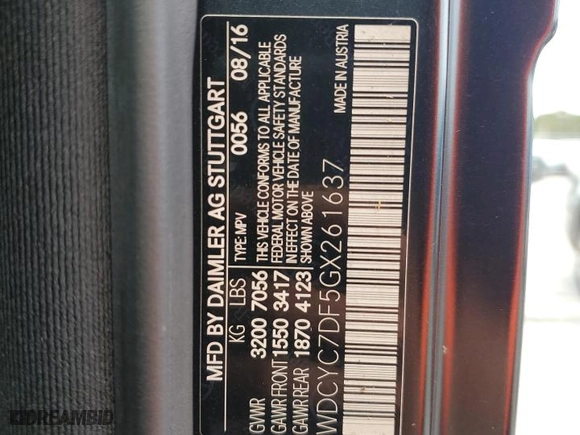 MFD BY DAIMLER AG STUTTGART
KG LBS TYPE: MPV 0056 08/16
GVWR 3200 7056 THIS VEHICLE CONFORMS TO ALL APPLICABLE
GAWR FRONT 1550 3417 FEDERAL MOTOR VEHICLE SAFETY STANDARDS
IN EFFECT ON THE DATE OF MANUFACTURE
GAWR REAR 1870 4123 SHOWN ABOVE
MADE IN AUSTRIA
WDCYC7DF5GX261637
DREAMBID